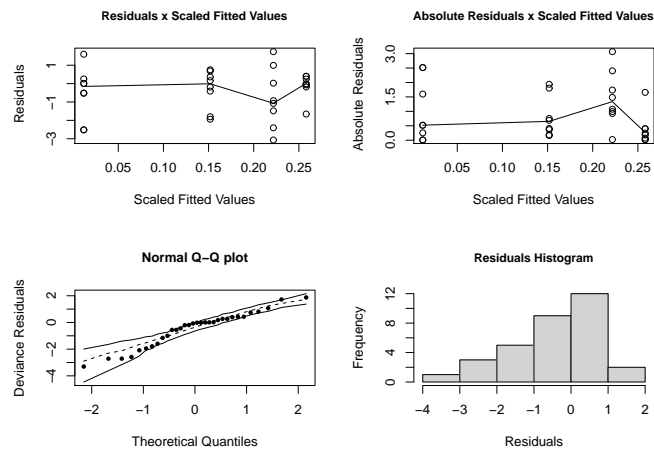 Residuals x Scaled Fitted Values
Residuals
1
−1
−3
0.05 0.10 0.15 0.20 0.25
Scaled Fitted Values
Absolute Residuals x Scaled Fitted Values
Absolute Residuals
3.0
1.5
0.0
0.05 0.10 0.15 0.20 0.25
Scaled Fitted Values
Normal Q−Q plot
Deviance Residuals
2
0
−2
−4
−2 −1 0 1 2
Theoretical Quantiles
Residuals Histogram
Frequency
12
8
4
0
−4 −3 −2 −1 0 1 2
Residuals